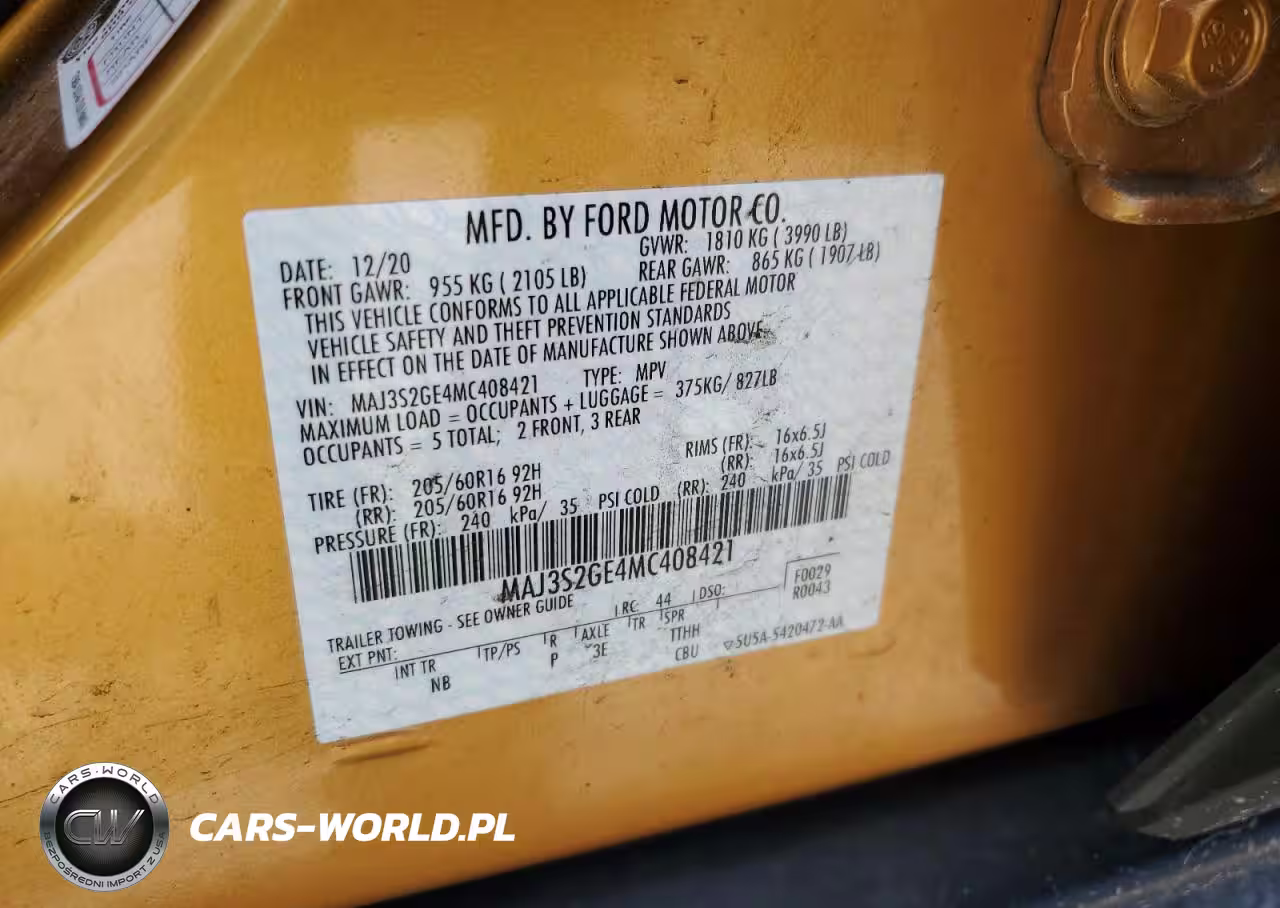 MFD. BY FORD MOTOR CO.
DATE: 12/20 GVWR: 1810 KG ( 3990 LB)
FRONT GAWR: 955 KG ( 2105 LB) REAR GAWR: 865 KG ( 1907 LB)
THIS VEHICLE CONFORMS TO ALL APPLICABLE FEDERAL MOTOR
VEHICLE SAFETY AND THEFT PREVENTION STANDARDS
IN EFFECT ON THE DATE OF MANUFACTURE SHOWN ABOVE.
VIN: MAJ3S2GE4MC408421 TYPE: MPV
MAXIMUM LOAD = OCCUPANTS + LUGGAGE = 375KG/ 827LB
OCCUPANTS = 5 TOTAL; 2 FRONT, 3 REAR
TIRE (FR): 205/60R16 92H RIMS (FR): 16x6.5J
(RR): 205/60R16 92H (RR): 16x6.5J
PRESSURE (FR): 240 kPa/ 35 PSI COLD (RR): 240 kPa/ 35 PSI COLD
MAJ3S2GE4MC408421
TRAILER TOWING - SEE OWNER GUIDE
EXT PNT: RC: 44 DSO: F0029
R0043
INT TR TP/PS R AXLE TR SPR
NB P 3E TTHH
CBU 5U5A-5420472-AA
CARS-WORLD
CW
BEZPOŚREDNI IMPORT Z USA
CARS-WORLD.PL